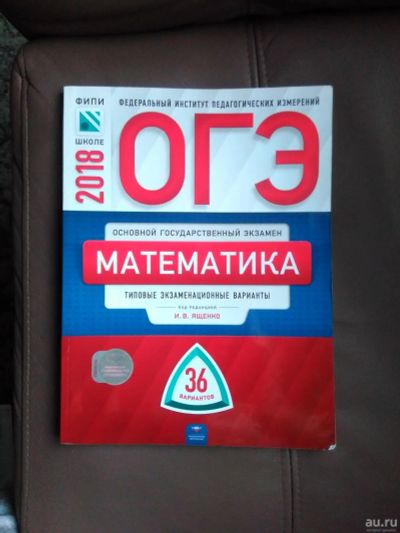 ФИПИ
ШКОЛЕ
ФЕДЕРАЛЬНЫЙ ИНСТИТУТ ПЕДАГОГИЧЕСКИХ ИЗМЕРЕНИЙ
2018
ОГЭ
ОСНОВНОЙ ГОСУДАРСТВЕННЫЙ ЭКЗАМЕН
МАТЕМАТИКА
ТИПОВЫЕ ЭКЗАМЕНАЦИОННЫЕ ВАРИАНТЫ
ПОД РЕДАКЦИЕЙ
И. В. ЯЩЕНКО
36
ВАРИАНТОВ
au.ru